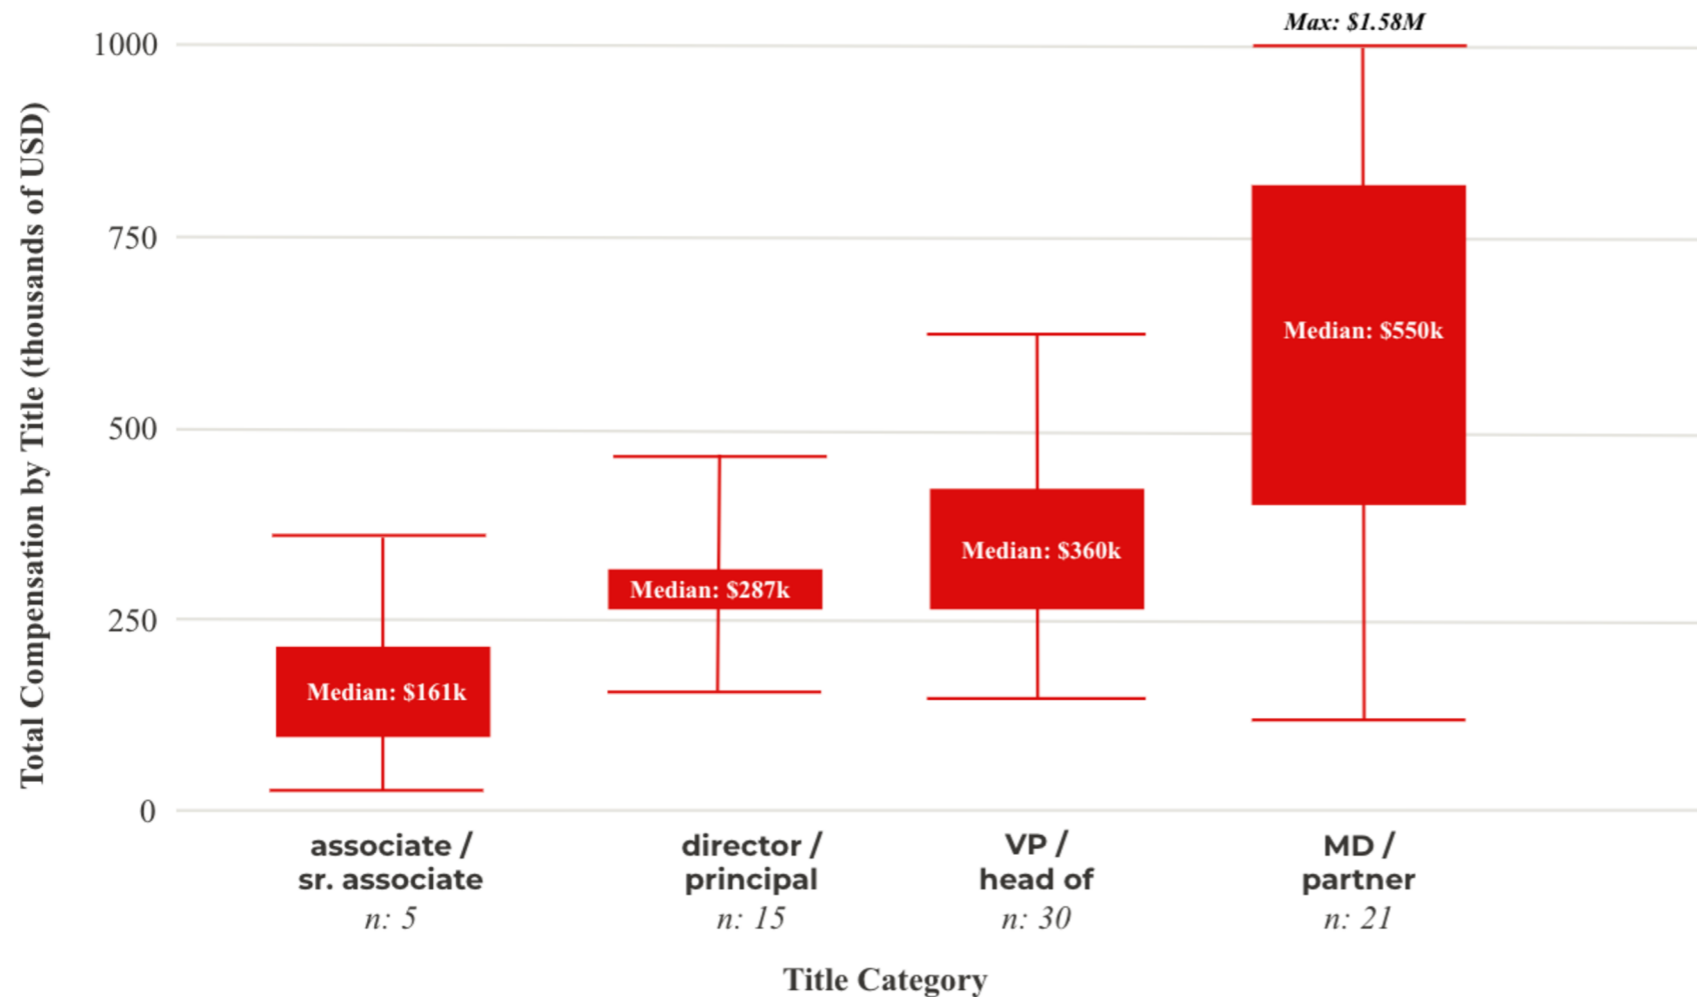 Max: $1.58M
1000
750
500
250
0
Total Compensation by Title (thousands of USD)
Median: $161k
Median: $287k
Median: $360k
Median: $550k
associate /
sr. associate
n: 5
director /
principal
n: 15
VP /
head of
n: 30
MD /
partner
n: 21
Title Category